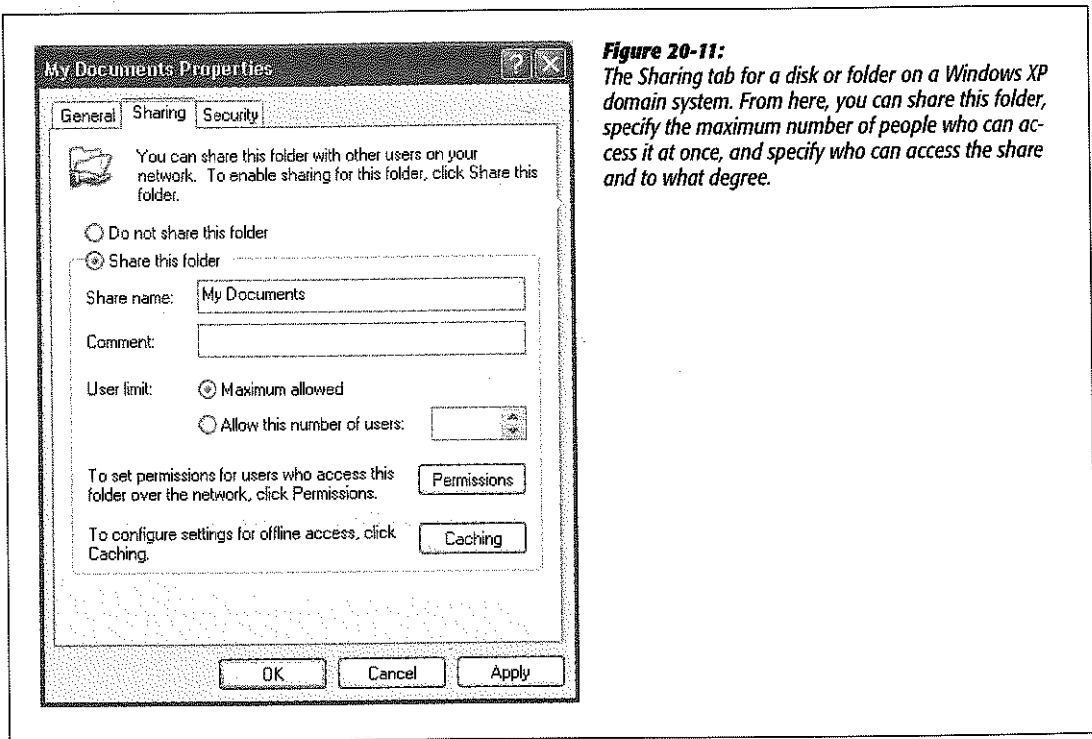 My Documents Properties
General Sharing Security
You can share this folder with other users on your
network. To enable sharing for this folder, click Share this
folder.
Do not share this folder
Share this folder
Share name: My Documents
Comment:
User limit: Maximum allowed
Allow this number of users:
To set permissions for users who access this
folder over the network, click Permissions.
Permissions
To configure settings for offline access, click
Caching.
Caching
OK Cancel Apply
Figure 20-11:
The Sharing tab for a disk or folder on a Windows XP
domain system. From here, you can share this folder,
specify the maximum number of people who can ac-
cess it at once, and specify who can access the share
and to what degree.